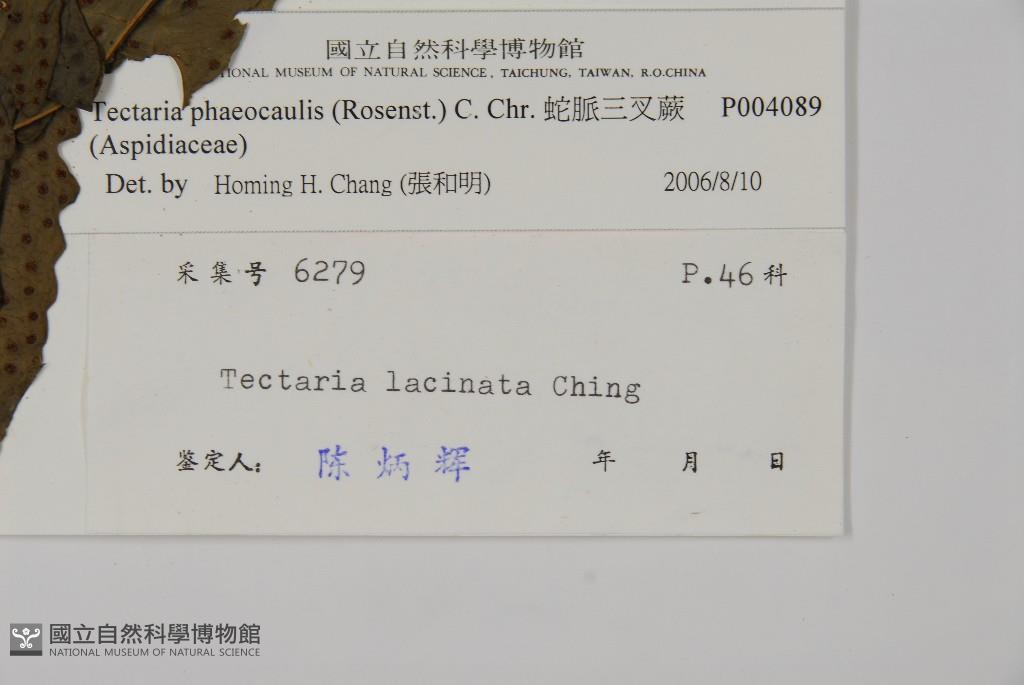 國立自然科學博物館
IONAL MUSEUM OF NATURAL SCIENCE, TAICHUNG, TAIWAN, R.O.CHINA
Tectaria phaeocaulis (Rosenst.) C. Chr. 蛇脈三叉蕨 P004089
(Aspidiaceae)
Det. by Homing H. Chang (張和明) 2006/8/10
采集号 6279 P.46科
Tectaria lacinata Ching
鉴定人: 陈炳辉 年 月 日
國立自然科學博物館
NATIONAL MUSEUM OF NATURAL SCIENCE